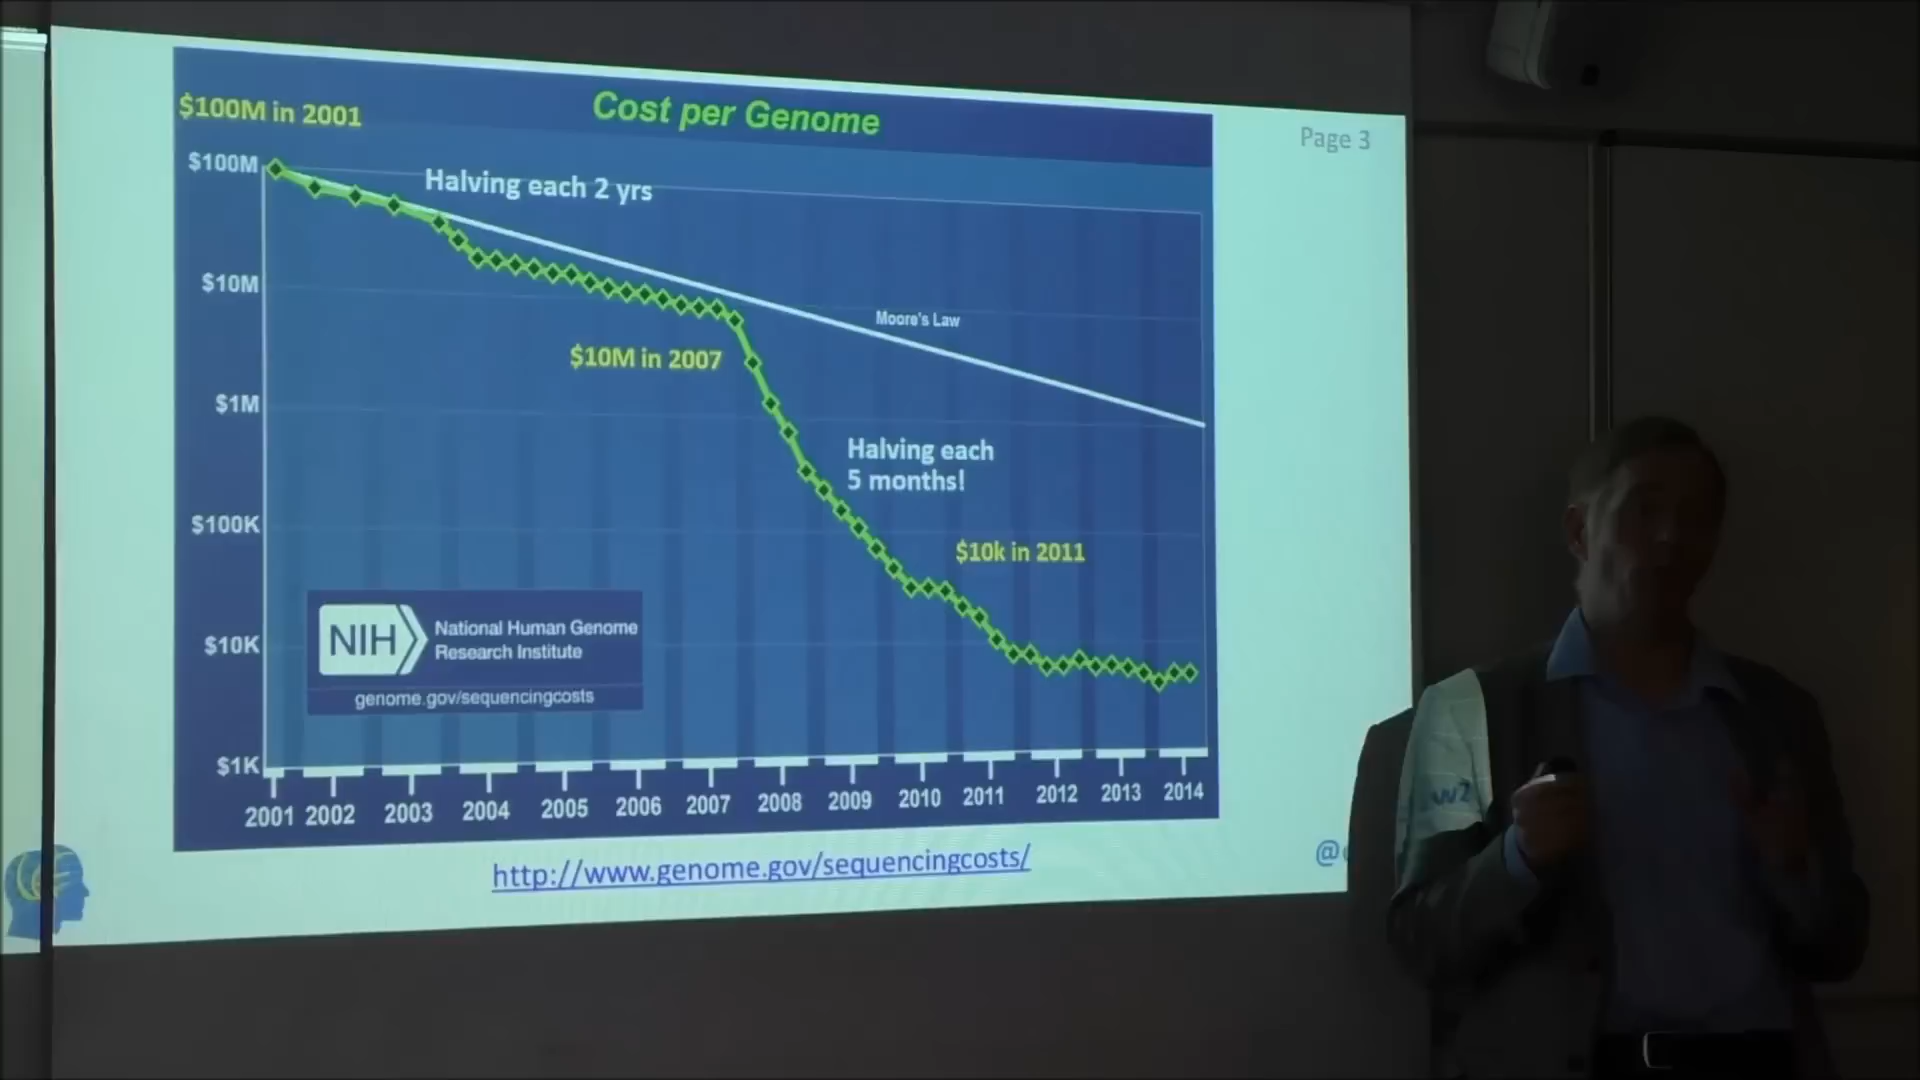 $100M in 2001
Cost per Genome
Page 3
$100M
Halving each 2 yrs
$10M
Moore's Law
$10M in 2007
$1M
Halving each
5 months!
$100K
$10k in 2011
NIH
National Human Genome
Research Institute
$10K
genome.gov/sequencingcosts
$1K
2001 2002 2003 2004 2005 2006 2007 2008 2009 2010 2011 2012 2013 2014
http://www.genome.gov/sequencingcosts/